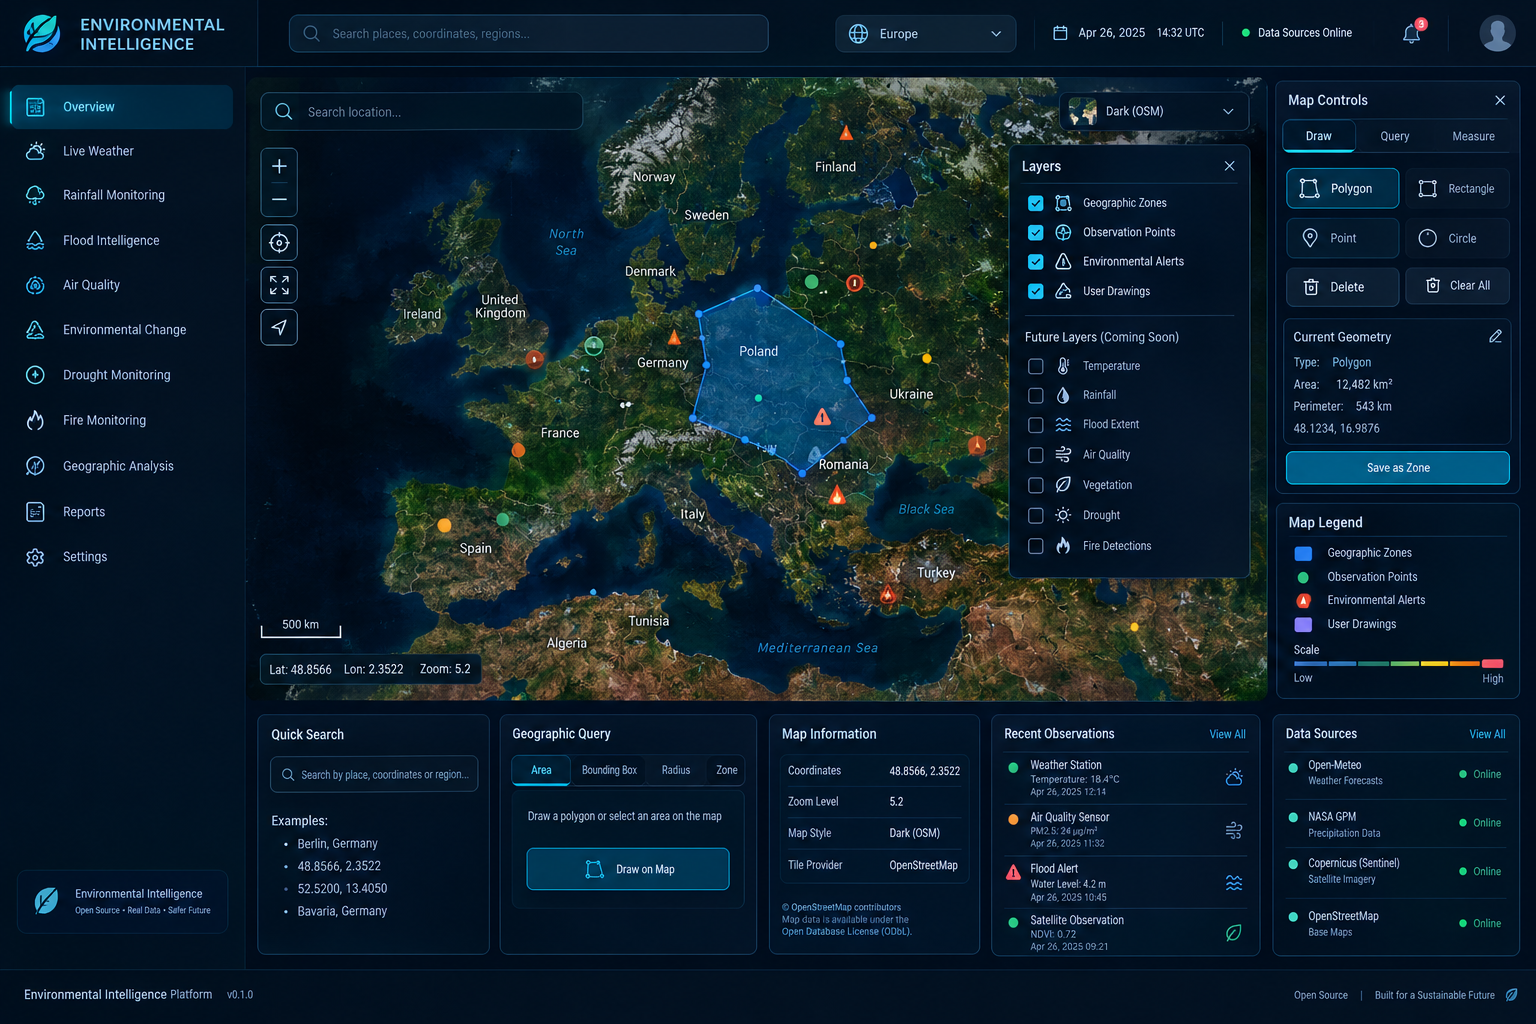 ENVIRONMENTAL
INTELLIGENCE
Search places, coordinates, regions...
Europe
Apr 26, 2025 14:32 UTC
Data Sources Online
3
Overview
Live Weather
Rainfall Monitoring
Flood Intelligence
Air Quality
Environmental Change
Drought Monitoring
Fire Monitoring
Geographic Analysis
Reports
Settings
Environmental Intelligence
Open Source • Real Data • Safer Future
Search location...
Dark (OSM)
+
−
Norway
Finland
Sweden
North
Sea
Denmark
United
Kingdom
Ireland
Poland
Germany
Ukraine
France
Romania
Black Sea
Italy
Spain
Turkey
Tunisia
Algeria
Mediterranean Sea
500 km
Lat: 48.8566 Lon: 2.3522 Zoom: 5.2
Layers
Geographic Zones
Observation Points
Environmental Alerts
User Drawings
Future Layers (Coming Soon)
Temperature
Rainfall
Flood Extent
Air Quality
Vegetation
Drought
Fire Detections
Map Controls
Draw Query Measure
Polygon Rectangle
Point Circle
Delete Clear All
Current Geometry
Type: Polygon
Area: 12,482 km²
Perimeter: 543 km
48.1234, 16.9876
Save as Zone
Map Legend
Geographic Zones
Observation Points
Environmental Alerts
User Drawings
Scale
Low High
Quick Search
Search by place, coordinates or region...
Examples:
• Berlin, Germany
• 48.8566, 2.3522
• 52.5200, 13.4050
• Bavaria, Germany
Geographic Query
Area Bounding Box Radius Zone
Draw a polygon or select an area on the map
Draw on Map
Map Information
Coordinates 48.8566, 2.3522
Zoom Level 5.2
Map Style Dark (OSM)
Tile Provider OpenStreetMap
© OpenStreetMap contributors
Map data is available under the
Open Database License (ODbL).
Recent Observations View All
Weather Station
Temperature: 18.4°C
Apr 26, 2025 12:14
Air Quality Sensor
PM2.5: 24 µg/m³
Apr 26, 2025 11:32
Flood Alert
Water Level: 4.2 m
Apr 26, 2025 10:45
Satellite Observation
NDVI: 0.72
Apr 26, 2025 09:21
Data Sources View All
Open-Meteo
Weather Forecasts
Online
NASA GPM
Precipitation Data
Online
Copernicus (Sentinel)
Satellite Imagery
Online
OpenStreetMap
Base Maps
Online
Environmental Intelligence Platform v0.1.0
Open Source | Built for a Sustainable Future